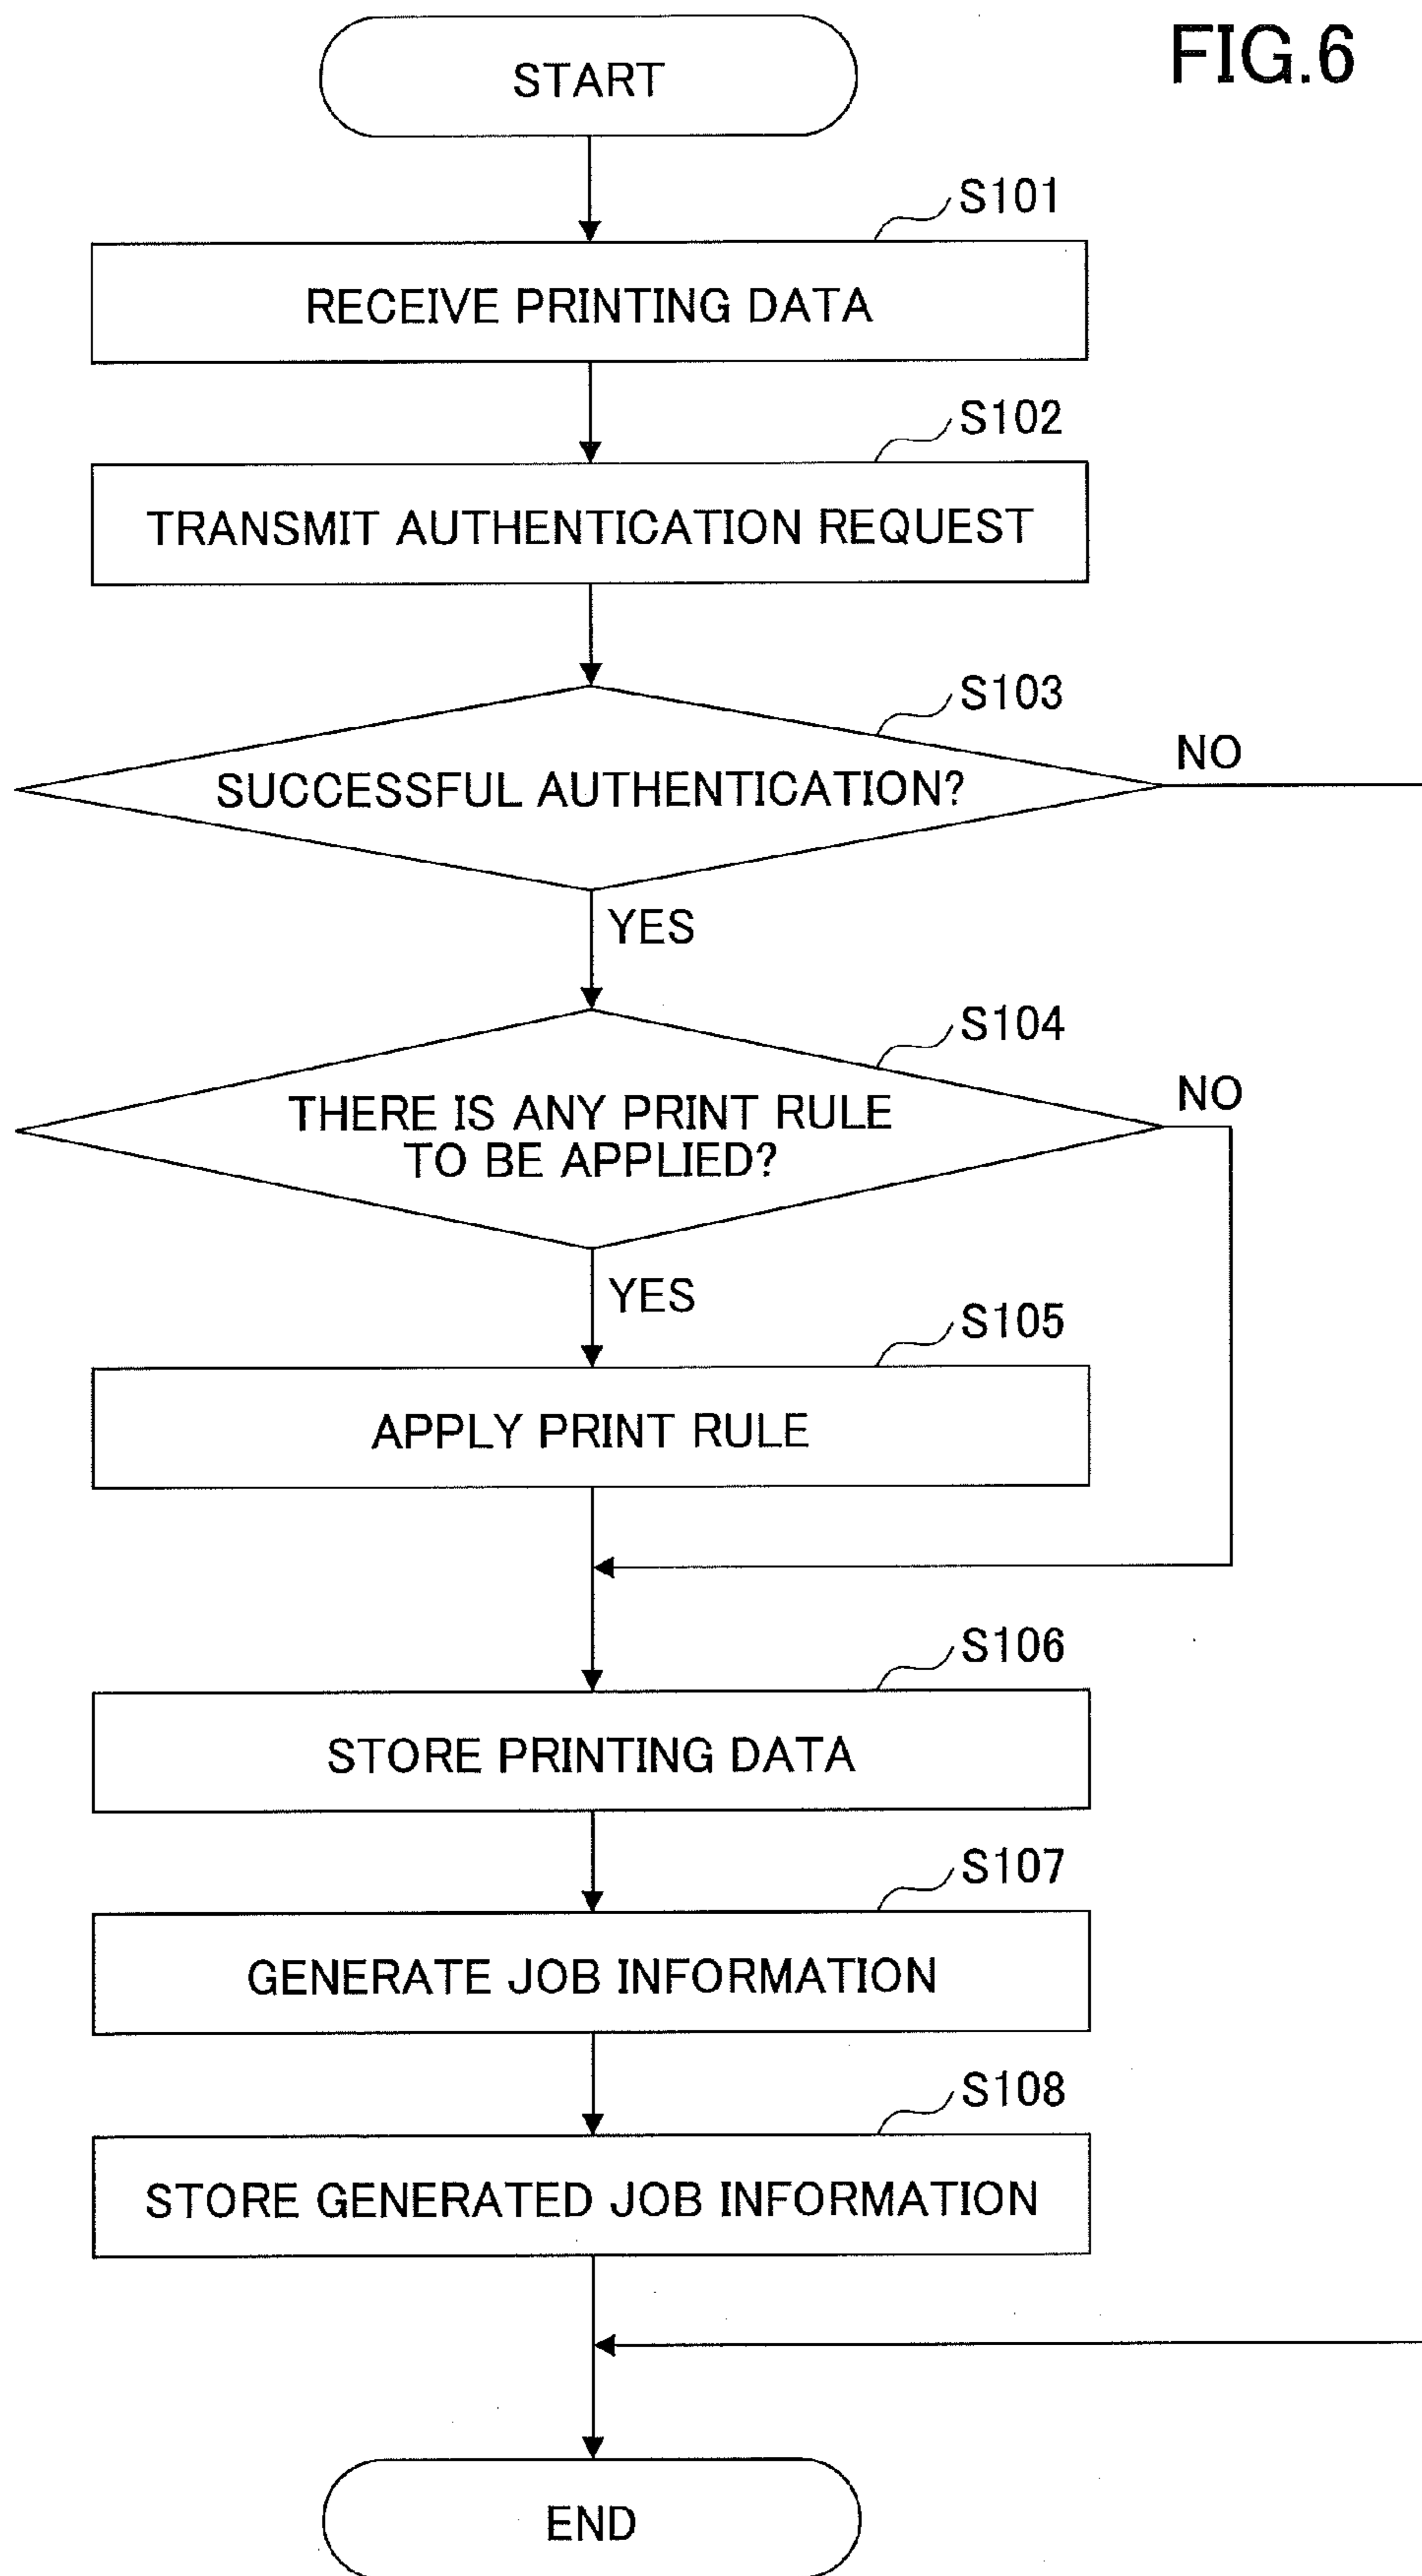 FIG.6
START
S101
RECEIVE PRINTING DATA
S102
TRANSMIT AUTHENTICATION REQUEST
S103
NO
SUCCESSFUL AUTHENTICATION?
YES
S104
NO
THERE IS ANY PRINT RULE
TO BE APPLIED?
YES
S105
APPLY PRINT RULE
S106
STORE PRINTING DATA
S107
GENERATE JOB INFORMATION
S108
STORE GENERATED JOB INFORMATION
END